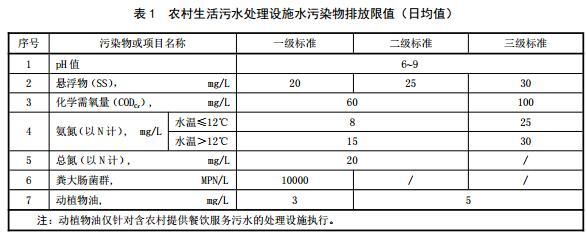 表 1 农村生活污水处理设施水污染物排放限值（日均值）
序号 污染物或项目名称 一级标准 二级标准 三级标准
1 pH 值 6~9
2 悬浮物(SS), mg/L 20 25 30
3 化学需氧量(CODCr), mg/L 60 100
4 氨氮(以 N 计), mg/L 水温≤12℃ 8 25
水温>12℃ 15 30
5 总氮(以 N 计), mg/L 20 /
6 粪大肠菌群, MPN/L 10000 / /
7 动植物油, mg/L 3 5
注：动植物油仅针对含农村提供餐饮服务污水的处理设施执行。